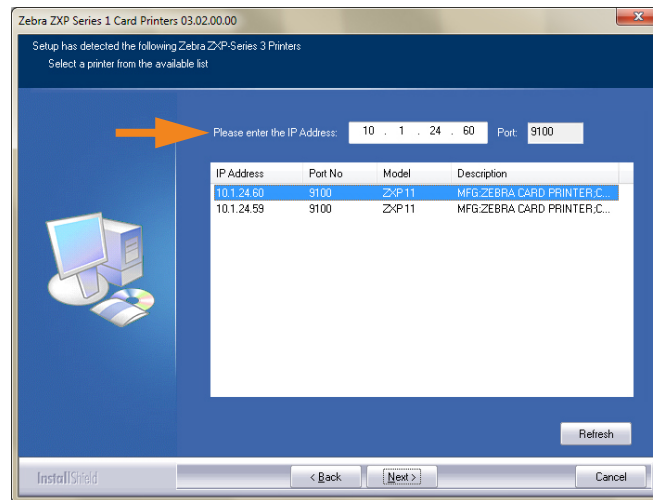 Zebra ZXP Series 1 Card Printers 03.02.00.00
Setup has detected the following Zebra ZXP-Series 3 Printers
Select a printer from the available list
Please enter the IP Address: 10 . 1 . 24 . 60 Port: 9100
IP Address Port No Model Description
10.1.24.60 9100 ZXP11 MFG:ZEBRA CARD PRINTER;C...
10.1.24.59 9100 ZXP11 MFG:ZEBRA CARD PRINTER;C...
Refresh
InstallShield < Back Next > Cancel